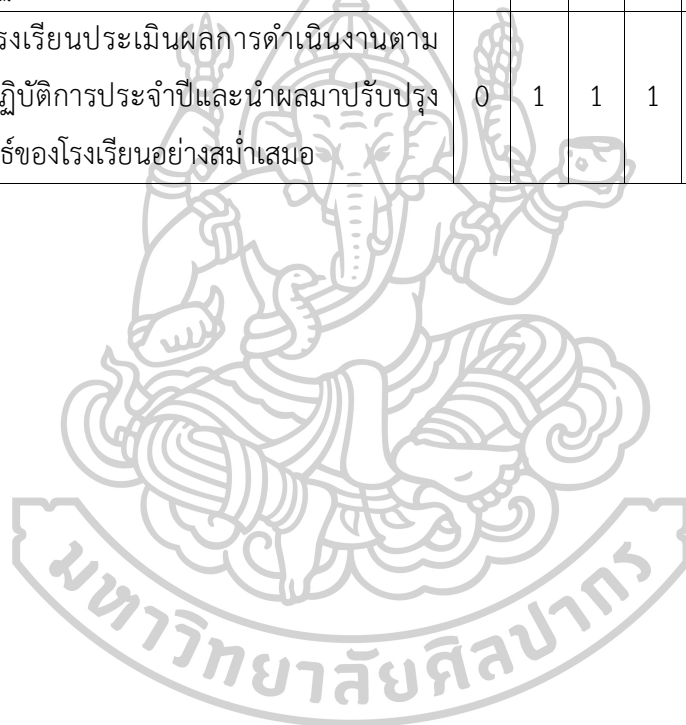 รงเรียนประเมินผลการดำเนินงานตาม
ฏิบัติการประจำปีและนำผลมาปรับปรุง 0 1 1 1
ธ์ของโรงเรียนอย่างสม่ำเสมอ
มหาวิทยาลัยศิลปากร